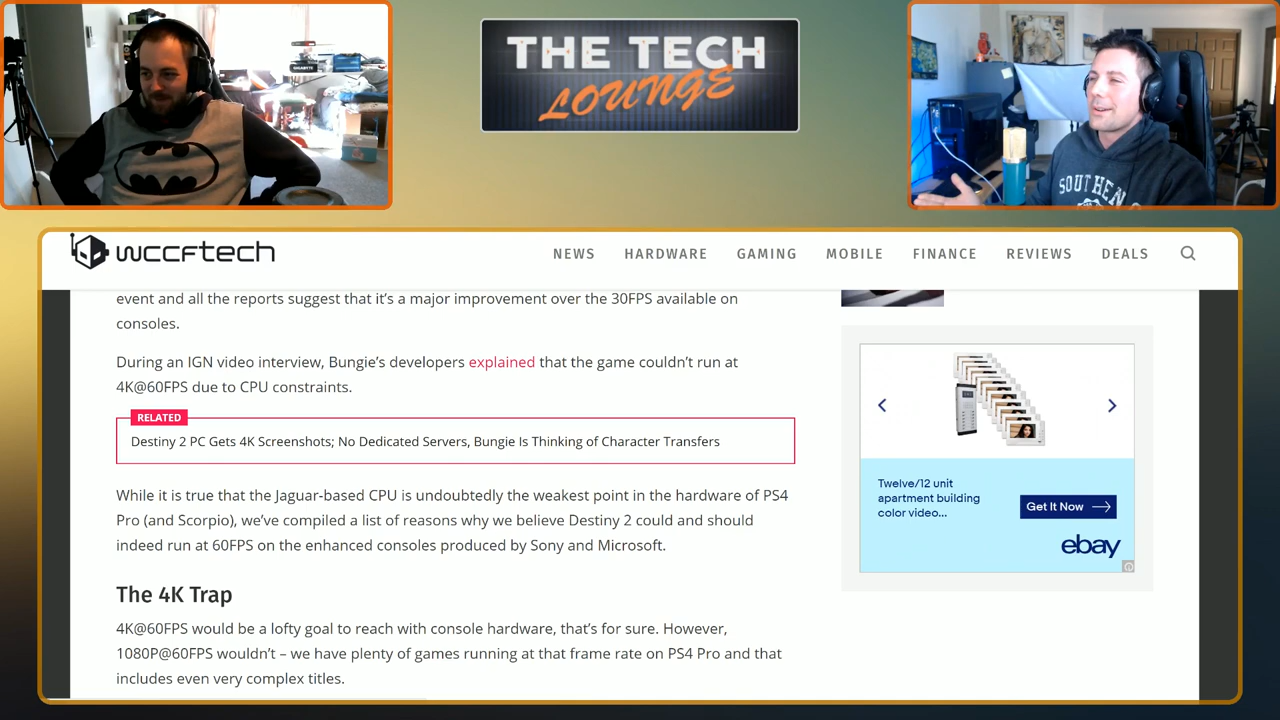 THE TECH
LOUNGE
SOUTHERN
wccftech
NEWS HARDWARE GAMING MOBILE FINANCE REVIEWS DEALS
event and all the reports suggest that it's a major improvement over the 30FPS available on
consoles.
During an IGN video interview, Bungie's developers explained that the game couldn't run at
4K@60FPS due to CPU constraints.
RELATED
Destiny 2 PC Gets 4K Screenshots; No Dedicated Servers, Bungie Is Thinking of Character Transfers
While it is true that the Jaguar-based CPU is undoubtedly the weakest point in the hardware of PS4
Pro (and Scorpio), we've compiled a list of reasons why we believe Destiny 2 could and should
indeed run at 60FPS on the enhanced consoles produced by Sony and Microsoft.
The 4K Trap
4K@60FPS would be a lofty goal to reach with console hardware, that's for sure. However,
1080P@60FPS wouldn't – we have plenty of games running at that frame rate on PS4 Pro and that
includes even very complex titles.
Twelve/12 unit
apartment building
color video...
Get It Now
ebay